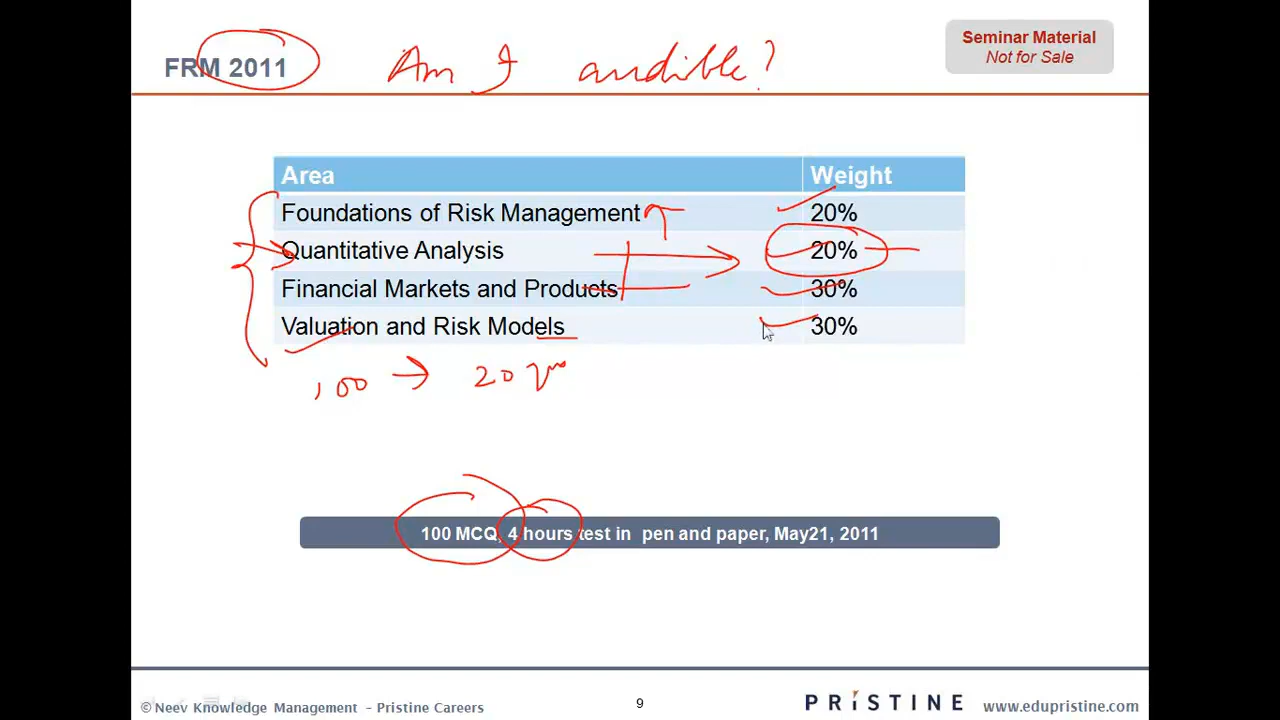 Seminar Material
Not for Sale
FRM 2011 Am I audible?
Area Weight
Foundations of Risk Management 20%
Quantitative Analysis 20%
Financial Markets and Products 30%
Valuation and Risk Models 30%
100 → 20
100 MCQ, 4 hours test in pen and paper, May21, 2011
© Neev Knowledge Management - Pristine Careers 9 PRISTINE www.edupristine.com